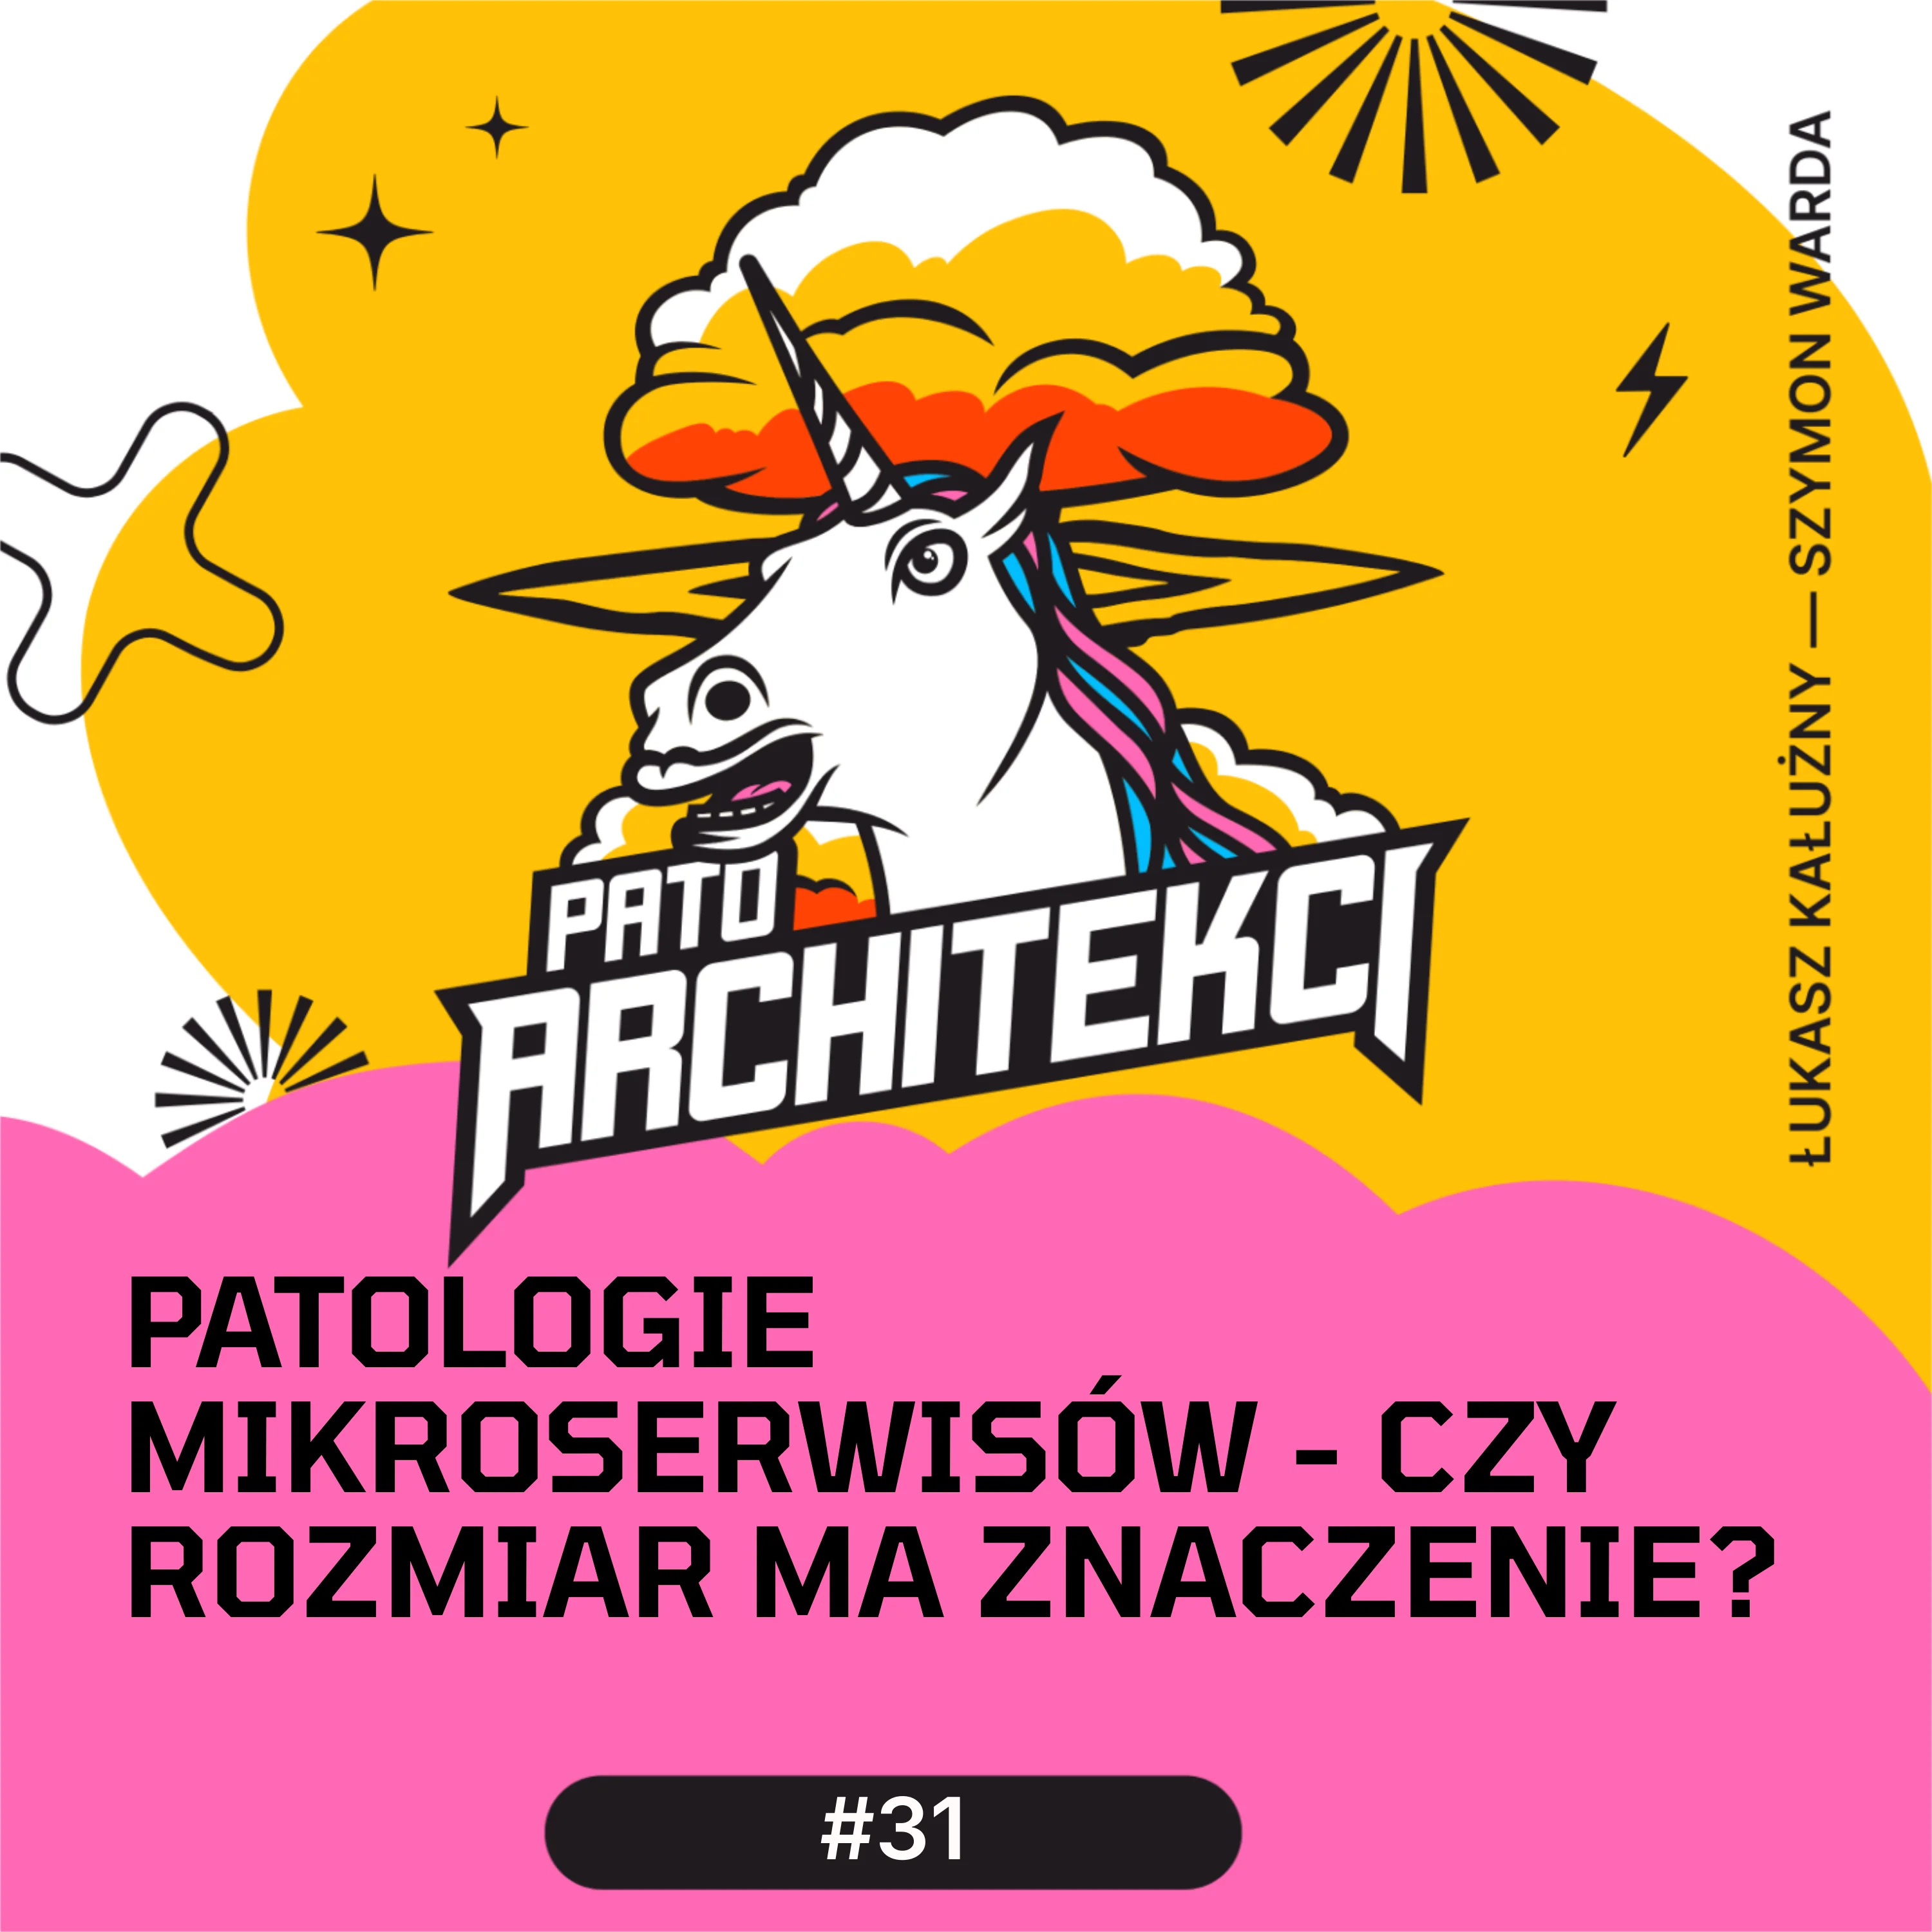 PATO
ARCHITEKCI
ŁUKASZ KAŁUŻNY — SZYMON WARDA
PATOLOGIE
MIKROSERWISÓW - CZY
ROZMIAR MA ZNACZENIE?
#31